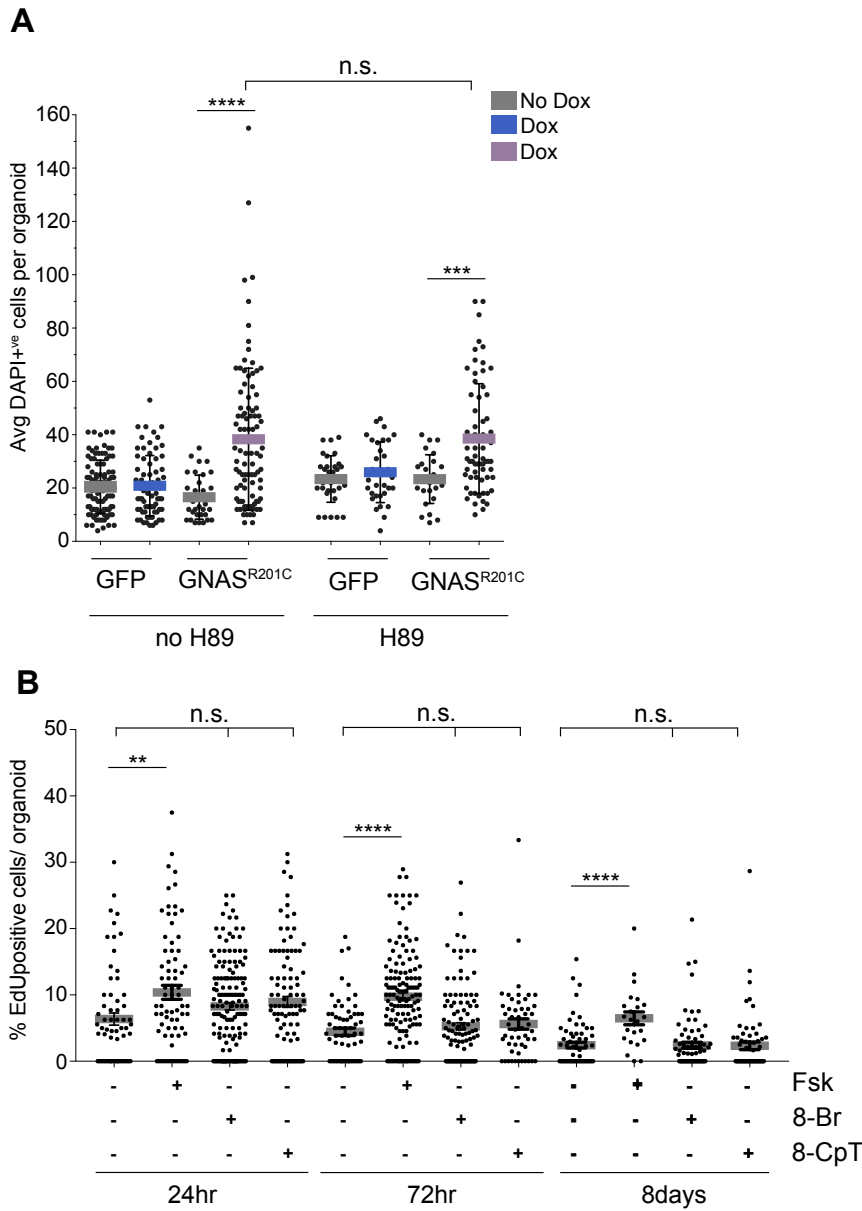 A
n.s.
****
No Dox
Dox
Dox
***
160
140
120
100
80
60
40
20
0
Avg DAPI+ve cells per organoid
GFP GNASR201C GFP GNASR201C
no H89 H89
B
n.s. n.s. n.s.
**
****
****
50
40
30
20
10
0
% EdUpositive cells/ organoid
- + - - - + - - - + - - Fsk
- - + - - - + - - - + - 8-Br
- - - + - - - + - - - + 8-CpT
24hr 72hr 8days